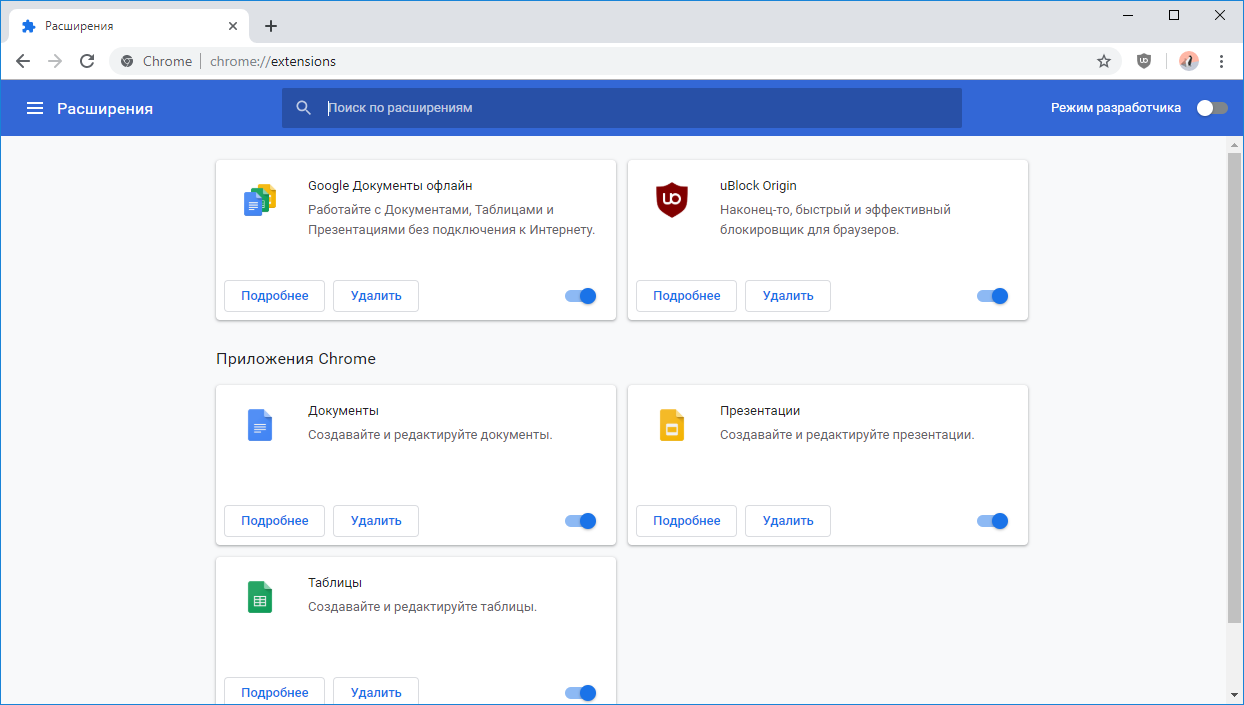 Расширения
Chrome
chrome://extensions
Расширения
Поиск по расширениям
Режим разработчика
Google Документы офлайн
Работайте с Документами, Таблицами и
Презентациями без подключения к Интернету.
Подробнее
Удалить
uBlock Origin
Наконец-то, быстрый и эффективный
блокировщик для браузеров.
Подробнее
Удалить
Приложения Chrome
Документы
Создавайте и редактируйте документы.
Подробнее
Удалить
Презентации
Создавайте и редактируйте презентации.
Подробнее
Удалить
Таблицы
Создавайте и редактируйте таблицы.
Подробнее
Удалить